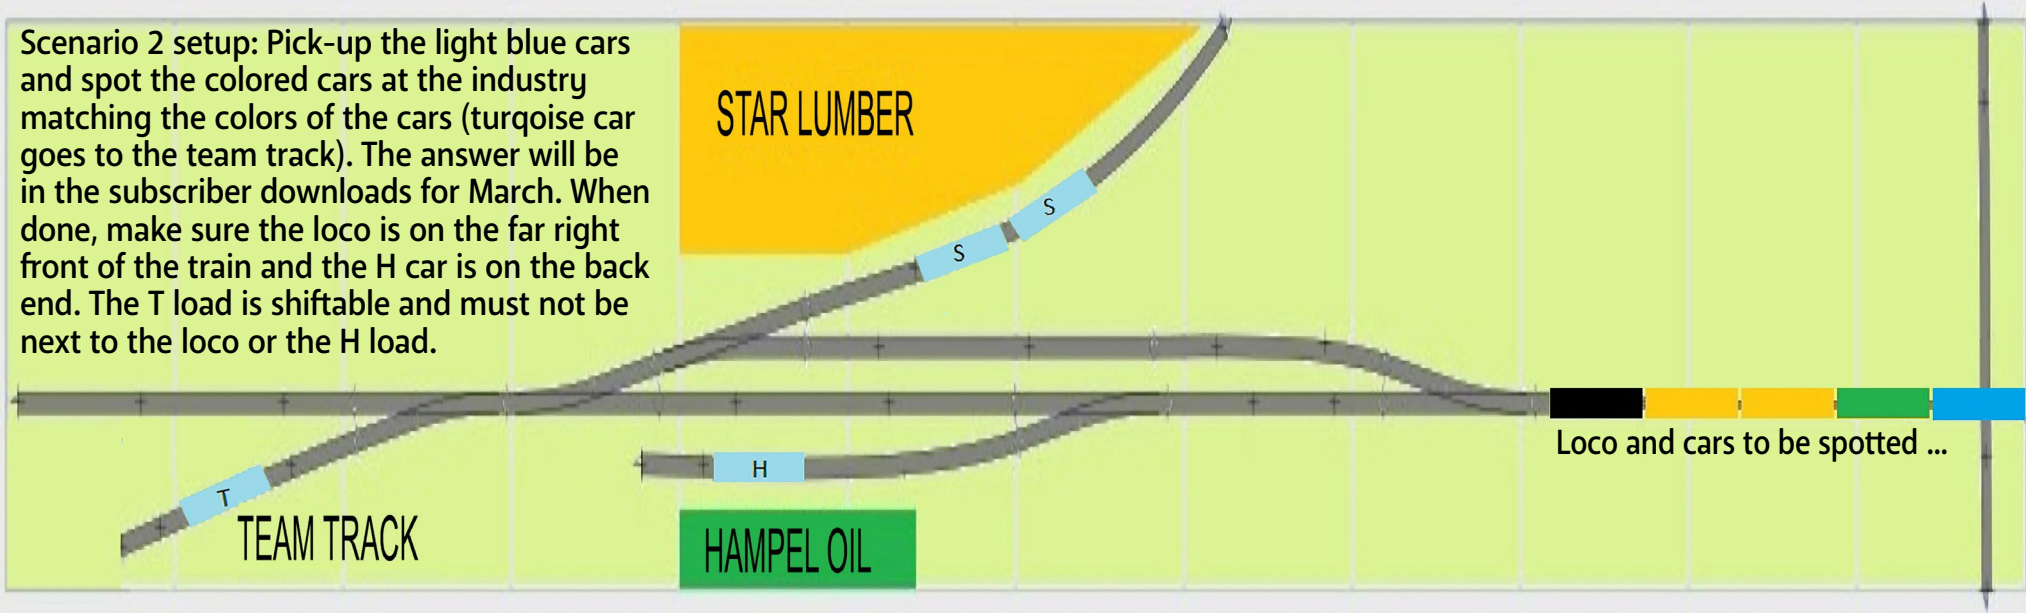 Scenario 2 setup: Pick-up the light blue cars
and spot the colored cars at the industry
matching the colors of the cars (turqoise car
goes to the team track). The answer will be
in the subscriber downloads for March. When
done, make sure the loco is on the far right
front of the train and the H car is on the back
end. The T load is shiftable and must not be
next to the loco or the H load.
STAR LUMBER
S
S
Loco and cars to be spotted ...
H
T
TEAM TRACK
HAMPEL OIL